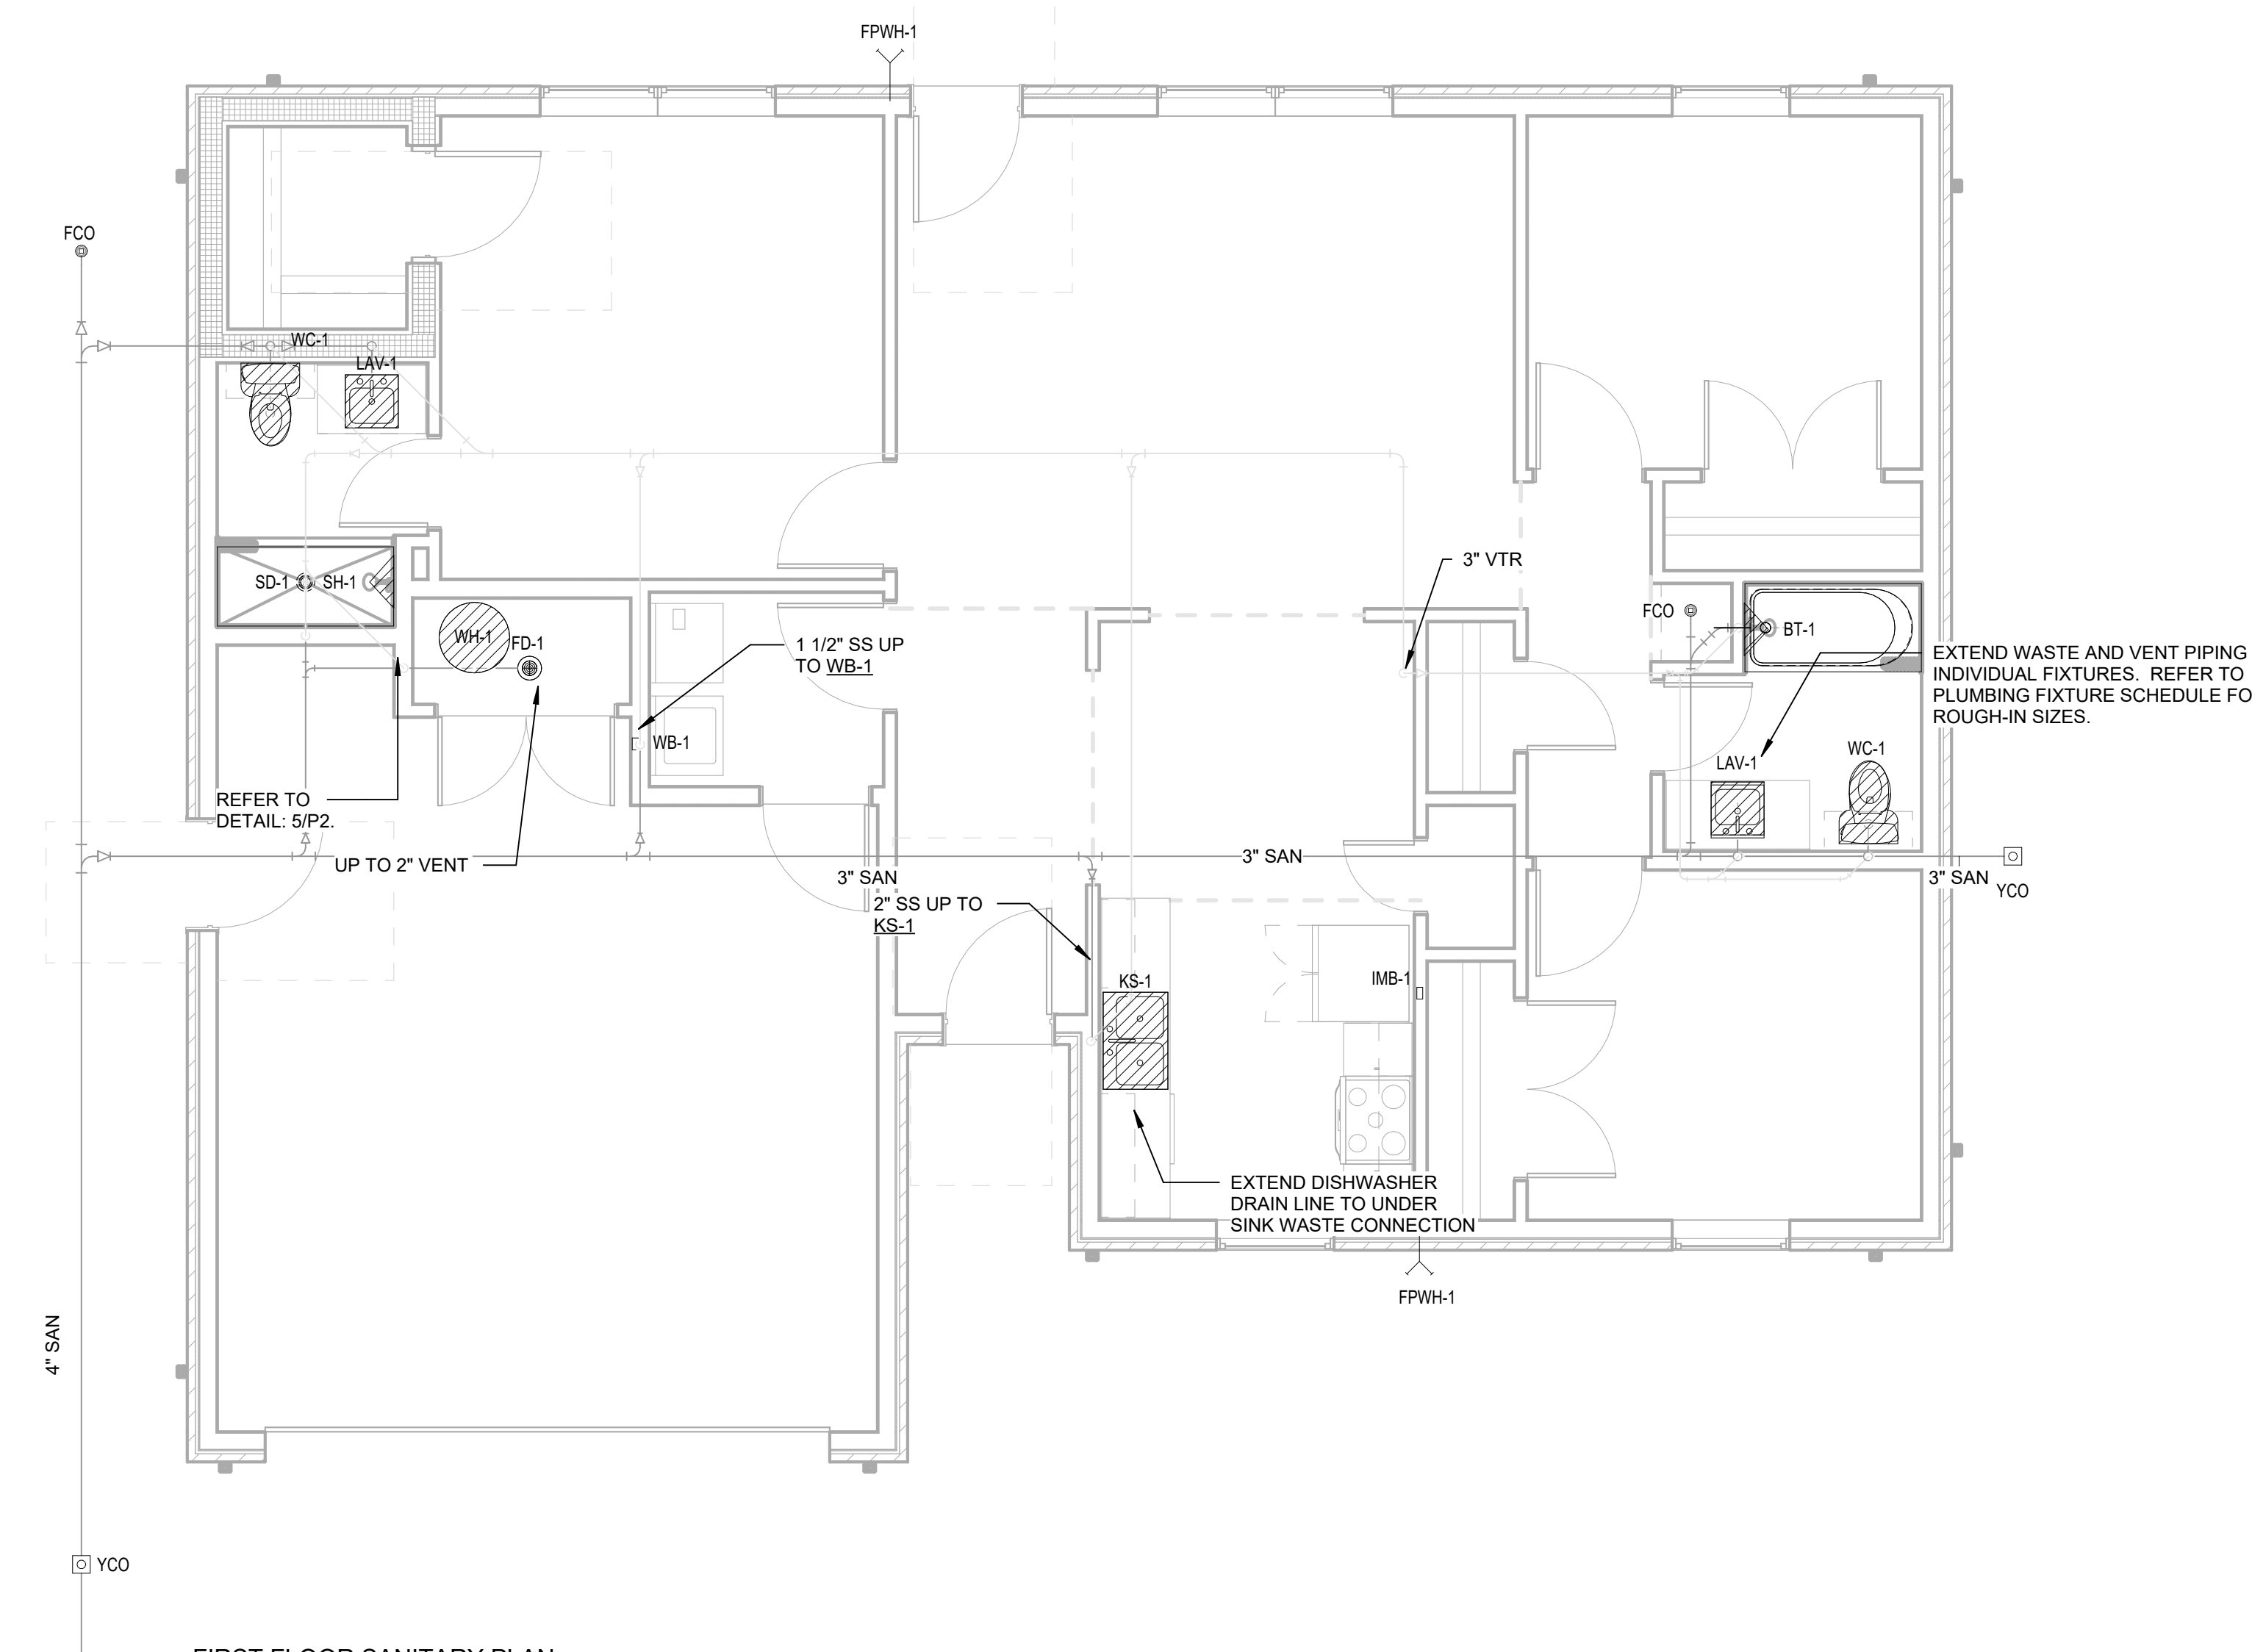 FPWH-1
FCO
WC-1
LAV-1
3" VTR
SD-1
SH-1
WH-1
FD-1
1 1/2" SS UP
TO WB-1
WB-1
FCO
BT-1
EXTEND WASTE AND VENT PIPING
INDIVIDUAL FIXTURES. REFER TO
PLUMBING FIXTURE SCHEDULE FO
ROUGH-IN SIZES.
LAV-1
WC-1
REFER TO
DETAIL: 5/P2.
UP TO 2" VENT
3" SAN
3" SAN
3" SAN
YCO
2" SS UP TO
KS-1
KS-1
IMB-1
EXTEND DISHWASHER
DRAIN LINE TO UNDER
SINK WASTE CONNECTION
FPWH-1
4" SAN
YCO
FIRST FLOOR SANITARY PLAN